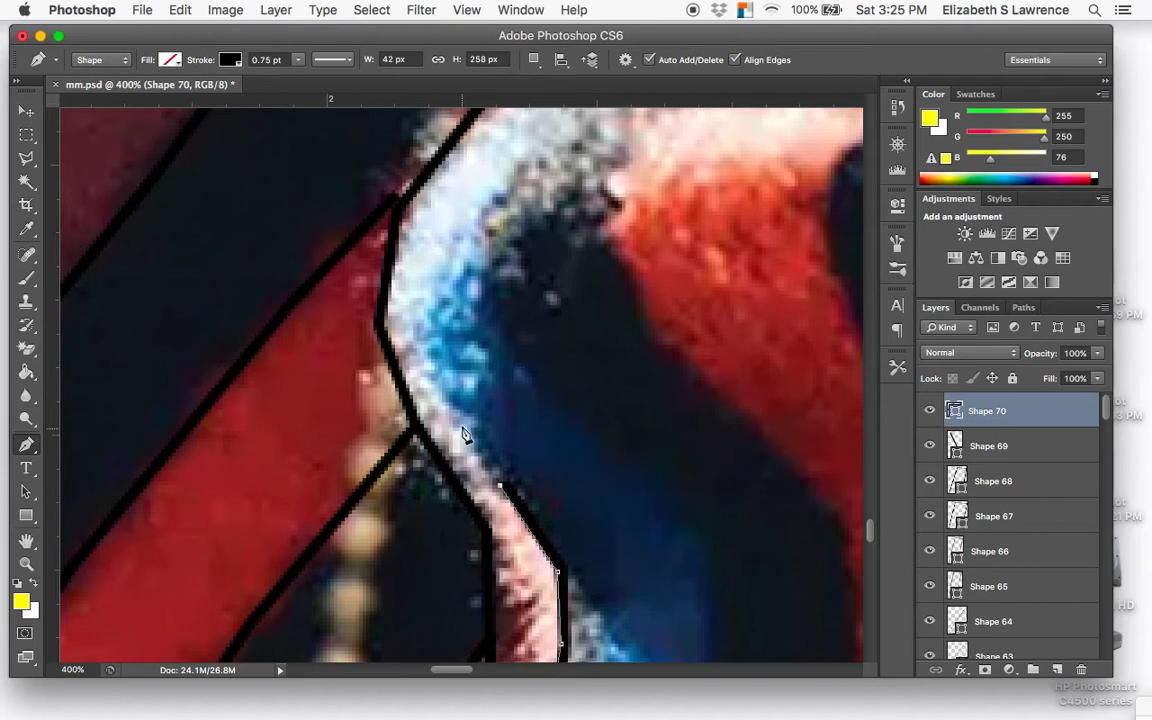 Photoshop File Edit Image Layer Type Select Filter View Window Help 100% Sat 3:25 PM Elizabeth S Lawrence
Adobe Photoshop CS6
Shape Fill: Stroke: 0.75 pt W: 42 px H: 258 px Auto Add/Delete Align Edges Essentials
× mm.psd @ 400% (Shape 70, RGB/8) *
2
Color Swatches
R 255
G 250
B 76
Adjustments Styles
Add an adjustment
Layers Channels Paths
Kind
Normal Opacity: 100%
Lock: Fill: 100%
Shape 70
Shape 69
Shape 68
Shape 67
Shape 66
Shape 65
Shape 64
Shape 63
400% Doc: 24.1M/26.8M
HP Photosmart
C4500 series